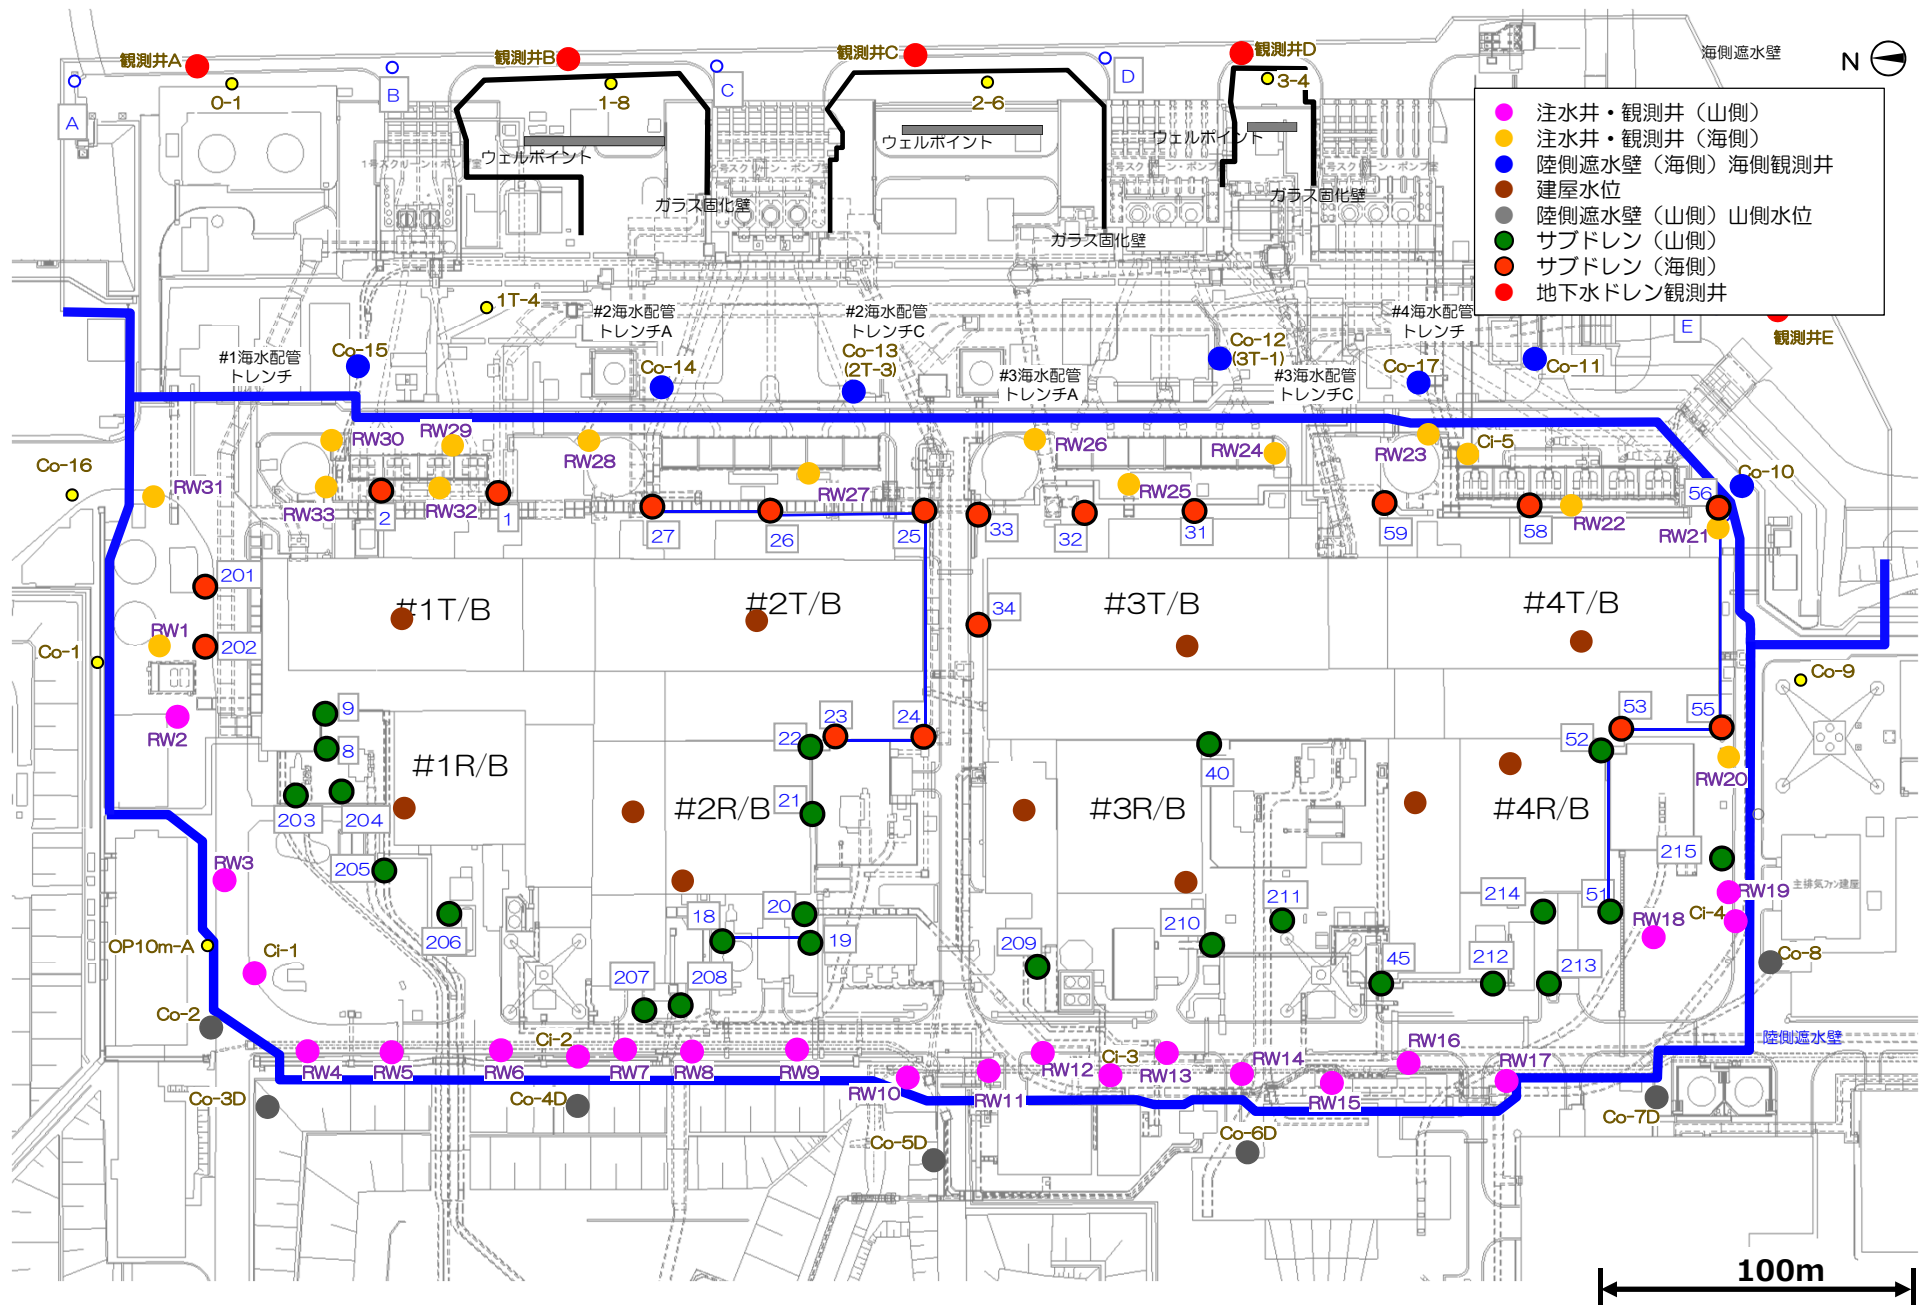 観測井A
観測井B
観測井C
観測井D
海側遮水壁
N
0-1
1-8
2-6
3-4
A
B
C
D
注水井・観測井（山側）
注水井・観測井（海側）
陸側遮水壁（海側）海側観測井
建屋水位
陸側遮水壁（山側）山側水位
サブドレン（山側）
サブドレン（海側）
地下水ドレン観測井
ウェルポイント
ウェルポイント
ウェルポイント
ガラス固化壁
ガラス固化壁
ガラス固化壁
1T-4
#2海水配管
トレンチA
#2海水配管
トレンチC
#4海水配管
トレンチ
E
観測井E
#1海水配管
トレンチ
Co-15
Co-14
Co-13
(2T-3)
#3海水配管
トレンチA
Co-12
(3T-1)
#3海水配管
トレンチC
Co-17
Co-11
RW30
RW29
RW28
RW26
RW24
RW23
Ci-5
Co-16
RW31
RW33
2
RW32
1
27
26
RW27
25
33
32
RW25
31
59
58
RW22
56
Co-10
RW21
201
202
RW1
Co-1
RW2
#1T/B
#2T/B
34
#3T/B
#4T/B
Co-9
9
8
203
204
#1R/B
22
23
24
21
#2R/B
40
#3R/B
52
53
55
RW20
#4R/B
RW3
205
206
OP10m-A
Ci-1
18
20
19
207
208
209
210
211
45
214
212
213
51
215
RW19
RW18
Ci-4
Co-8
主排気ファン建屋
Co-2
陸側遮水壁
RW4
RW5
RW6
Ci-2
RW7
RW8
RW9
RW10
RW11
RW12
Ci-3
RW13
RW14
RW15
RW16
RW17
Co-3D
Co-4D
Co-5D
Co-6D
Co-7D
100m